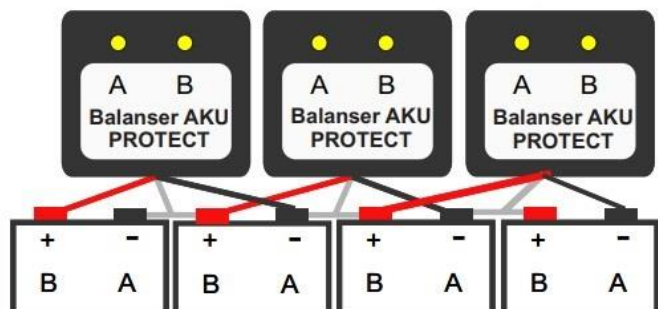 A B A B A B
Balanser AKU Balanser AKU Balanser AKU
PROTECT PROTECT PROTECT
+ - + - + - + -
B A B A B A B A